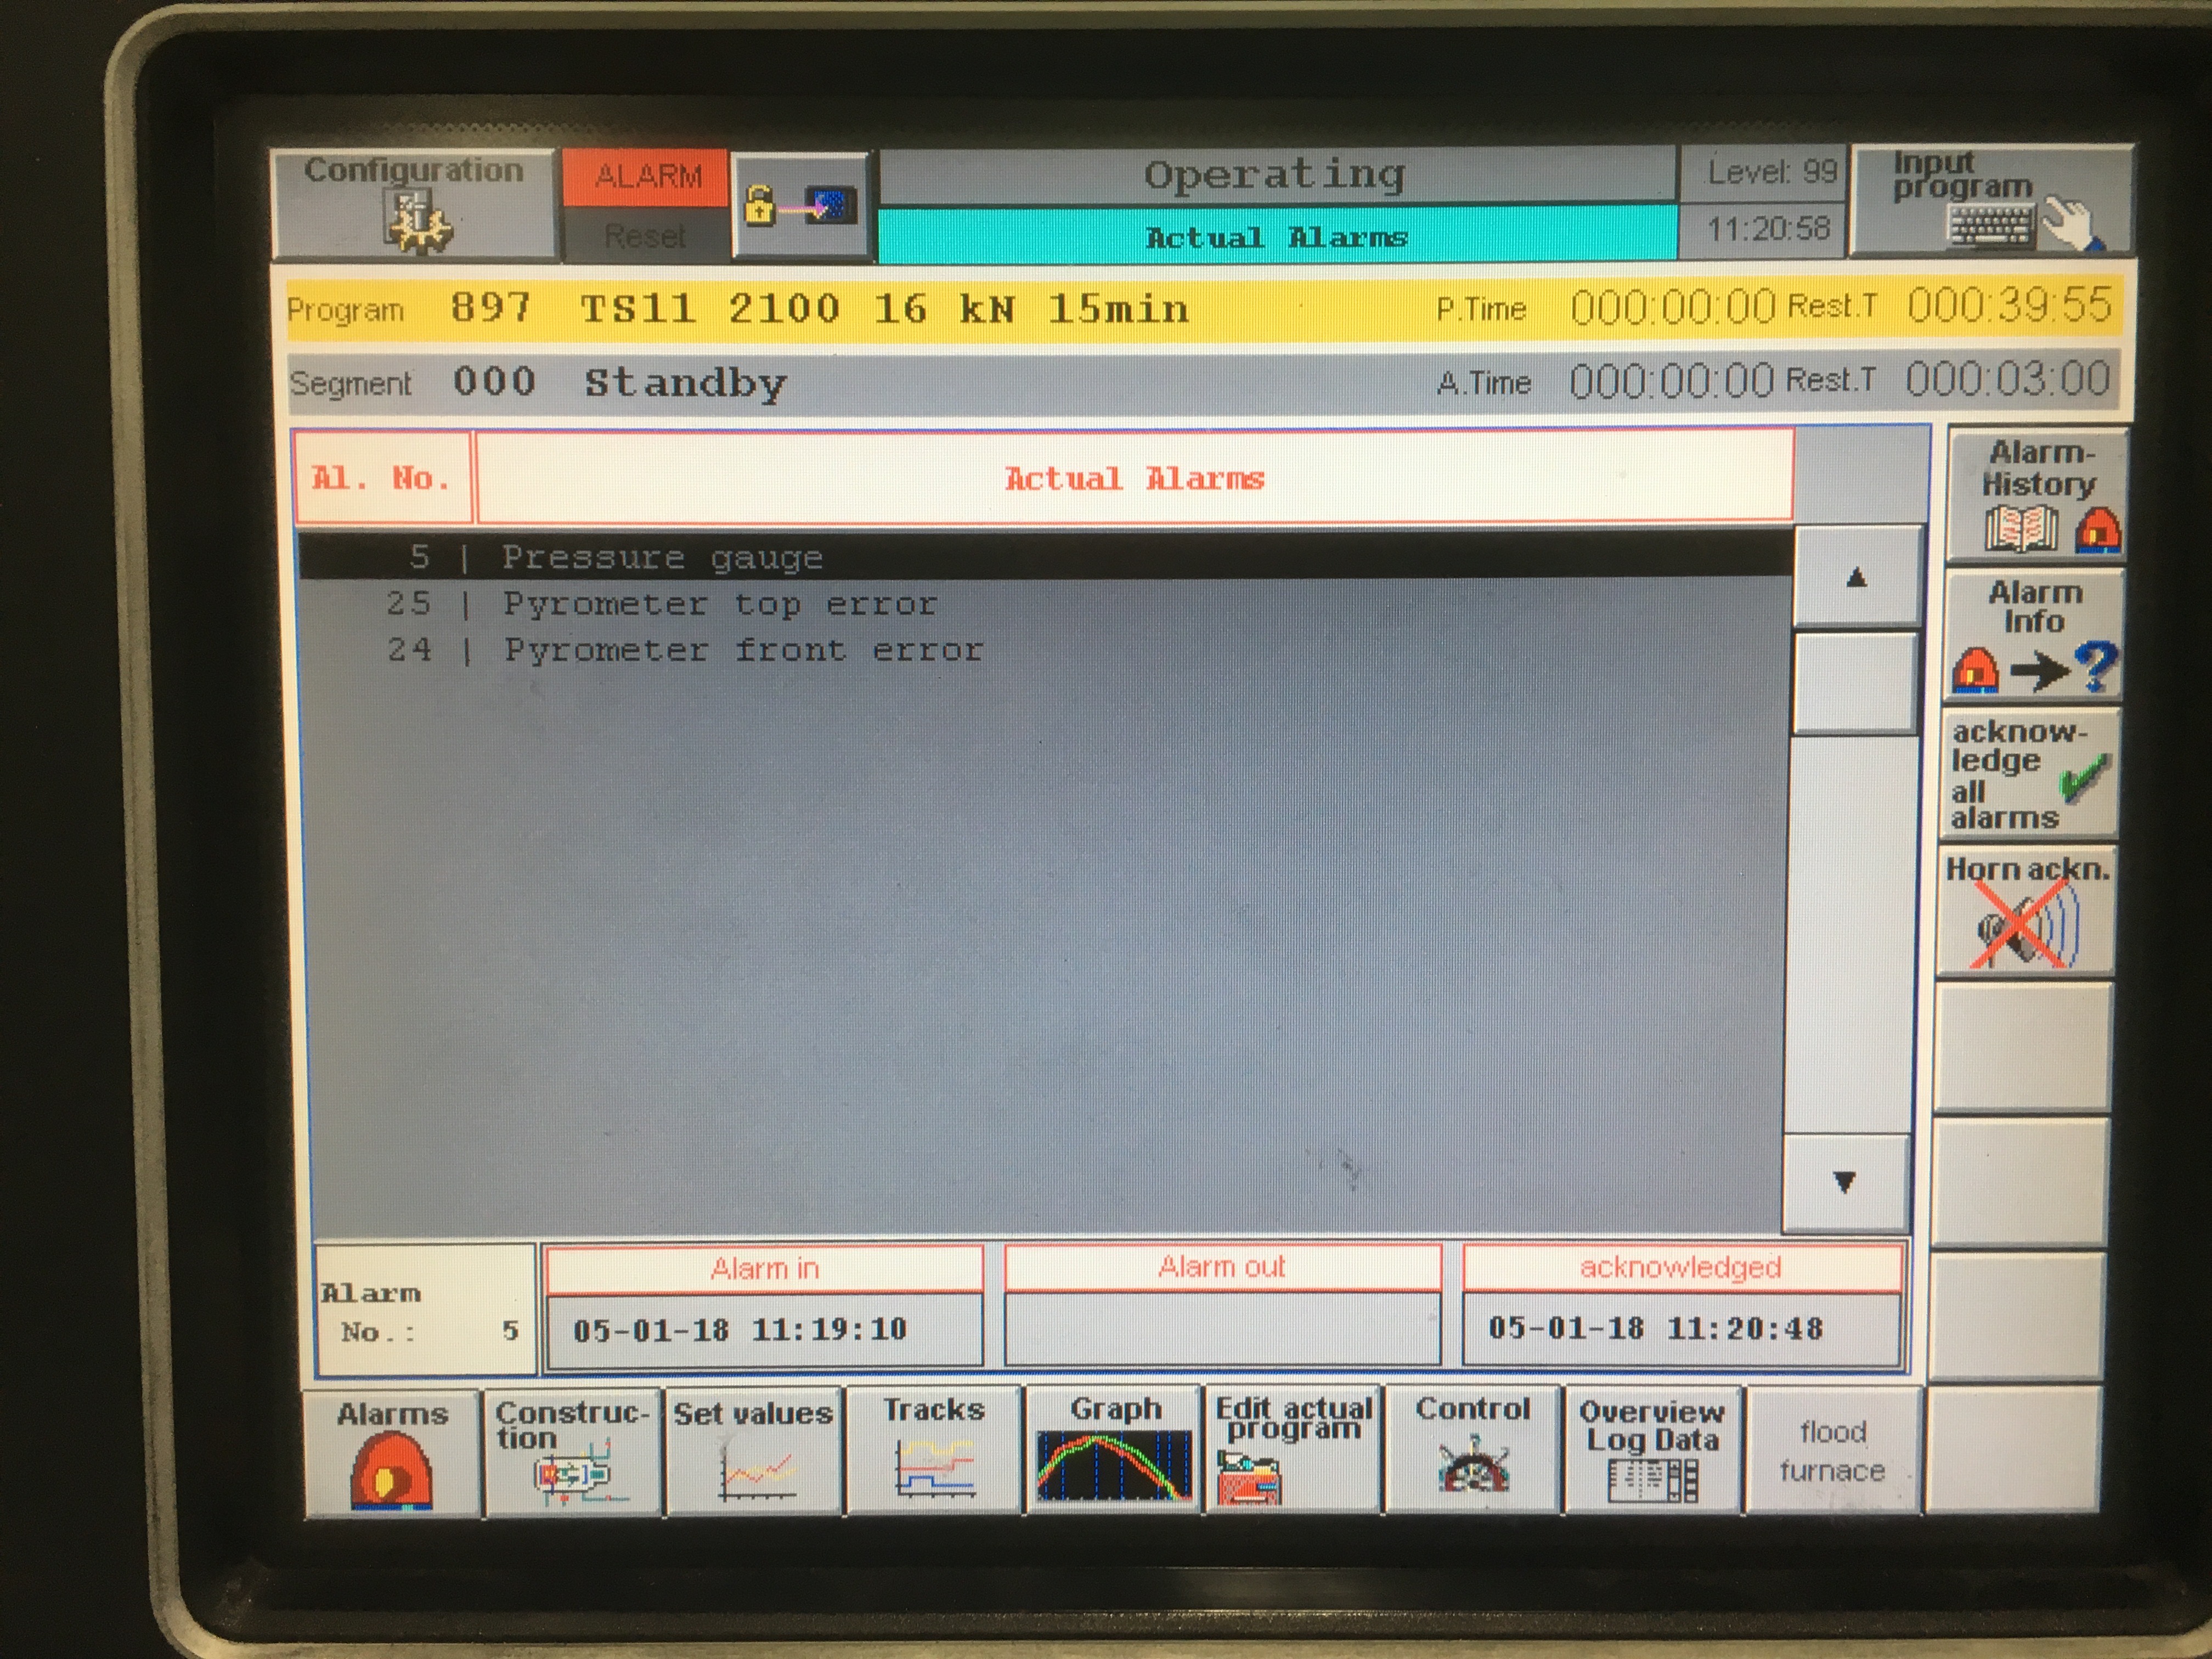 Configuration
ALARM
Reset
Operating
Actual Alarms
Level: 99
11:20:58
Input
program
Program 897 TS11 2100 16 kN 15min P.Time 000:00:00 Rest.T 000:39:55
Segment 000 Standby A.Time 000:00:00 Rest.T 000:03:00
Al. No. Actual Alarms
5 | Pressure gauge
25 | Pyrometer top error
24 | Pyrometer front error
Alarm-
History
Alarm
Info
?
acknow-
ledge
all
alarms
Horn ackn.
Alarm
No.: 5
Alarm in
05-01-18 11:19:10
Alarm out
acknowledged
05-01-18 11:20:48
Alarms
Construc-
tion
Set values
Tracks
Graph
Edit actual
program
Control
Overview
Log Data
flood
furnace